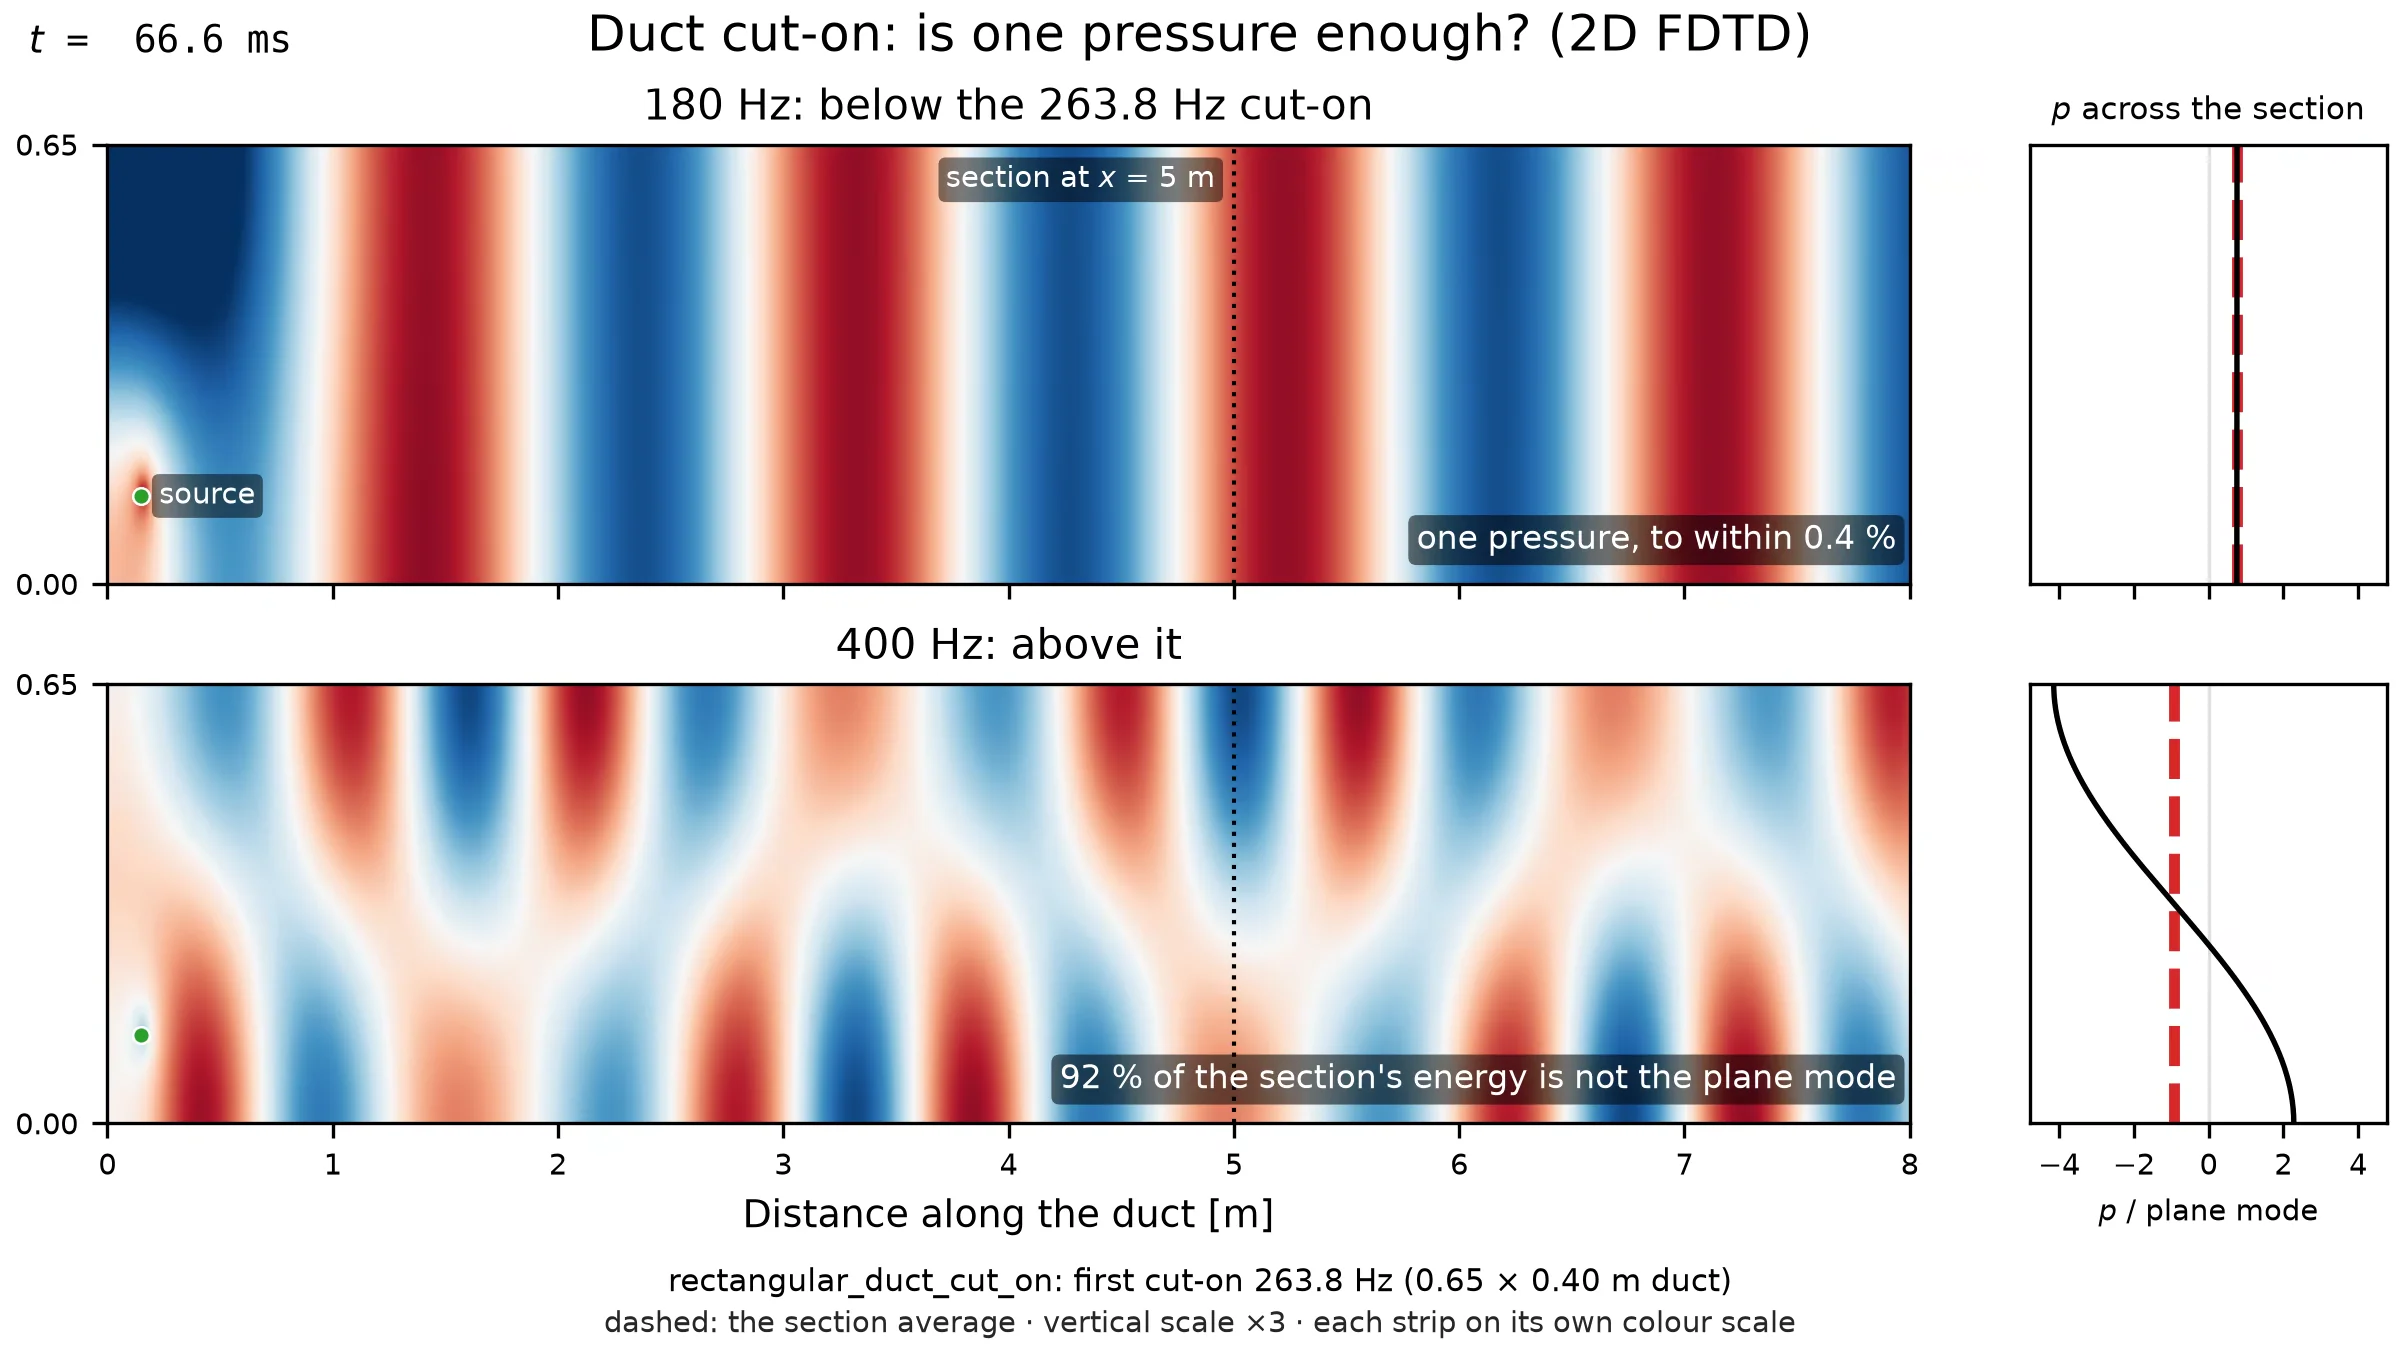 t = 66.6 ms
Duct cut-on: is one pressure enough? (2D FDTD)
180 Hz: below the 263.8 Hz cut-on
p across the section
0.65
section at x = 5 m
source
one pressure, to within 0.4 %
0.00
400 Hz: above it
0.65
92 % of the section's energy is not the plane mode
0.00
0 1 2 3 4 5 6 7 8
−4 −2 0 2 4
Distance along the duct [m]
p / plane mode
rectangular_duct_cut_on: first cut-on 263.8 Hz (0.65 × 0.40 m duct)
dashed: the section average · vertical scale ×3 · each strip on its own colour scale